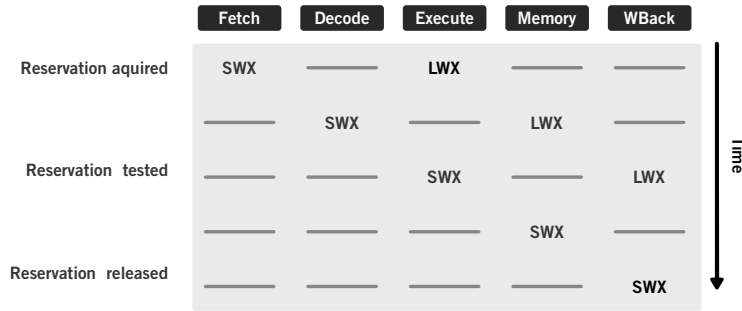 Fetch Decode Execute Memory WBack
Reservation aquired SWX LWX
SWX LWX
Reservation tested SWX LWX
SWX
Reservation released SWX
Time